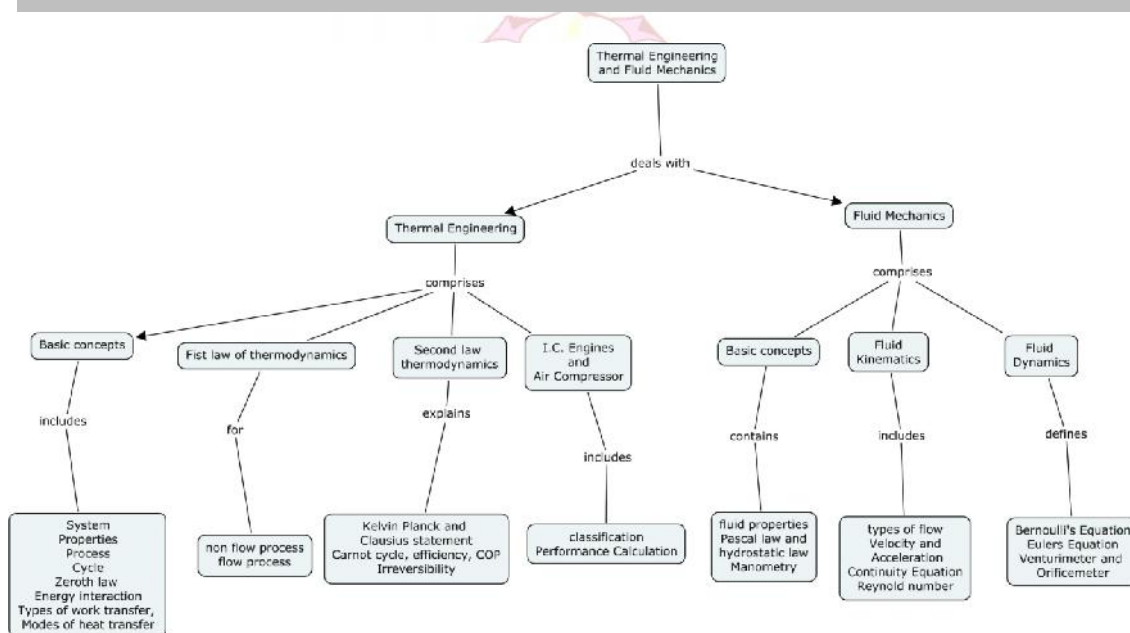 Thermal Engineering
and Fluid Mechanics
deals with
Thermal Engineering
Fluid Mechanics
comprises
comprises
Basic concepts
Fist law of thermodynamics
Second law
thermodynamics
I.C. Engines
and
Air Compressor
Basic concepts
Fluid
Kinematics
Fluid
Dynamics
includes
for
explains
includes
contains
includes
defines
System
Properties
Process
Cycle
Zeroth law
Energy interaction
Types of work transfer,
Modes of heat transfer
non flow process
flow process
Kelvin Planck and
Clausius statement
Carnot cycle, efficiency, COP
Irreversibility
classification
Performance Calculation
fluid properties
Pascal law and
hydrostatic law
Manometry
types of flow
Velocity and
Acceleration
Continuity Equation
Reynold number
Bernoulli's Equation
Eulers Equation
Venturimeter and
Orificemeter